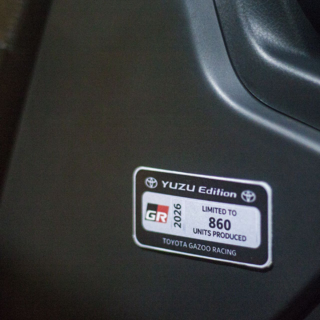 YUZU Edition
GR
2026
LIMITED TO
860
UNITS PRODUCED
TOYOTA GAZOO RACING